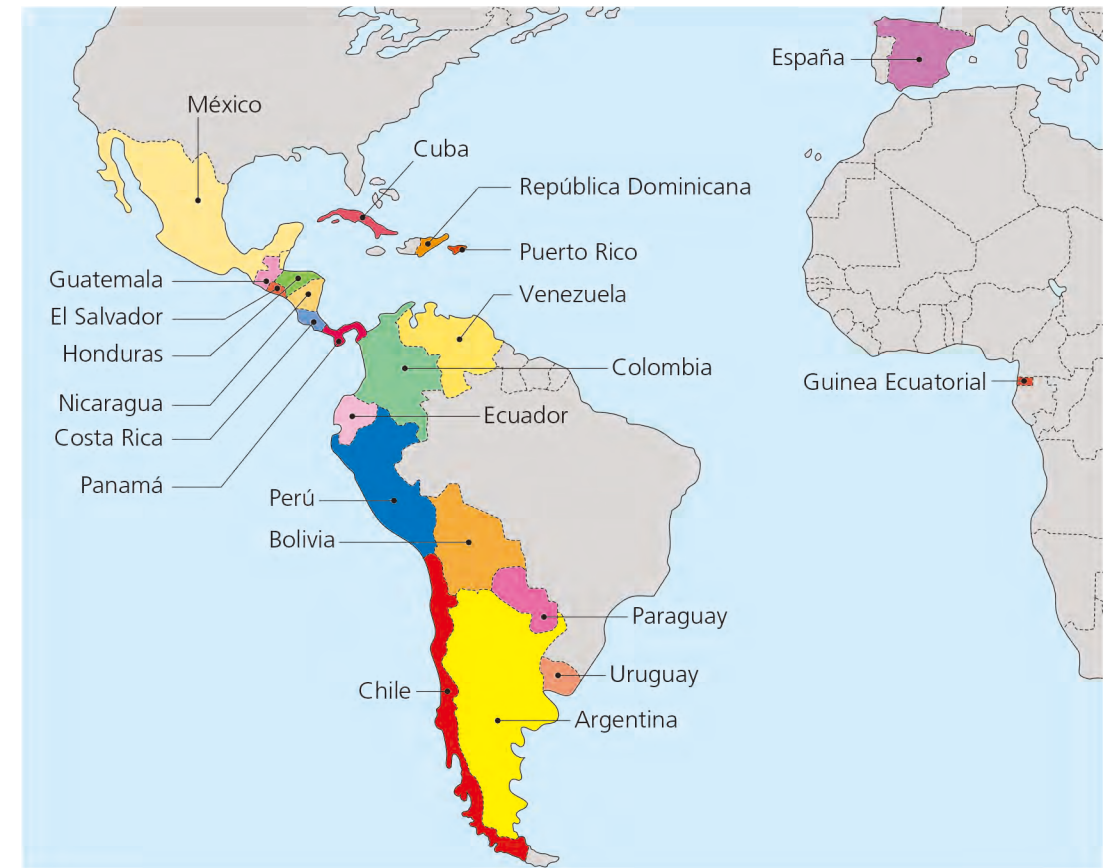 España
México
Cuba
República Dominicana
Puerto Rico
Guatemala
Venezuela
El Salvador
Honduras
Colombia
Guinea Ecuatorial
Nicaragua
Ecuador
Costa Rica
Panamá
Perú
Bolivia
Paraguay
Uruguay
Chile
Argentina